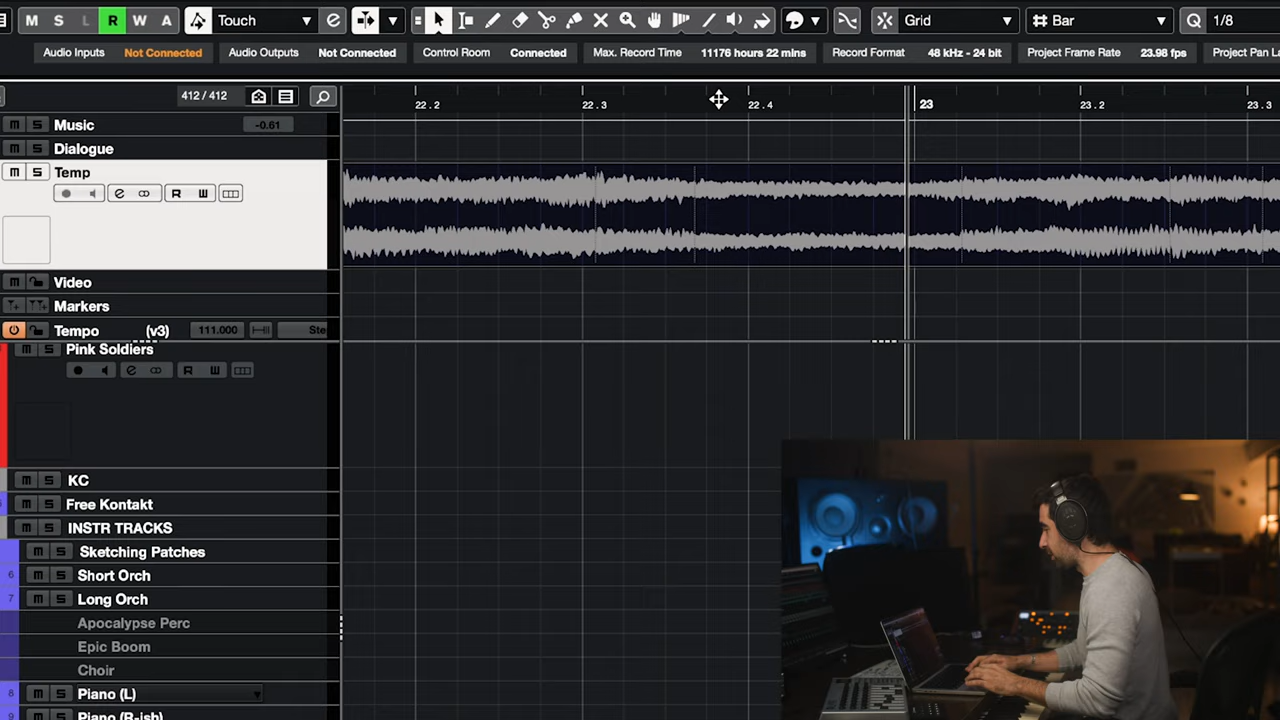 M S L R W A Touch Grid Bar Q 1/8
Audio Inputs Not Connected Audio Outputs Not Connected Control Room Connected Max. Record Time 11176 hours 22 mins Record Format 48 kHz - 24 bit Project Frame Rate 23.98 fps Project Pan
412 / 412
22.2 22.3 22.4 23 23.2 23.3
M S Music -0.61
M S Dialogue
M S Temp
e R W
M Video
Markers
Tempo (v3) 111.000 Ste
M S Pink Soldiers
e R W
M S KC
M S Free Kontakt
M S INSTR TRACKS
M S Sketching Patches
6 M S Short Orch
7 M S Long Orch
Apocalypse Perc
Epic Boom
Choir
8 M S Piano (L)
9 M S Piano (R-ish)